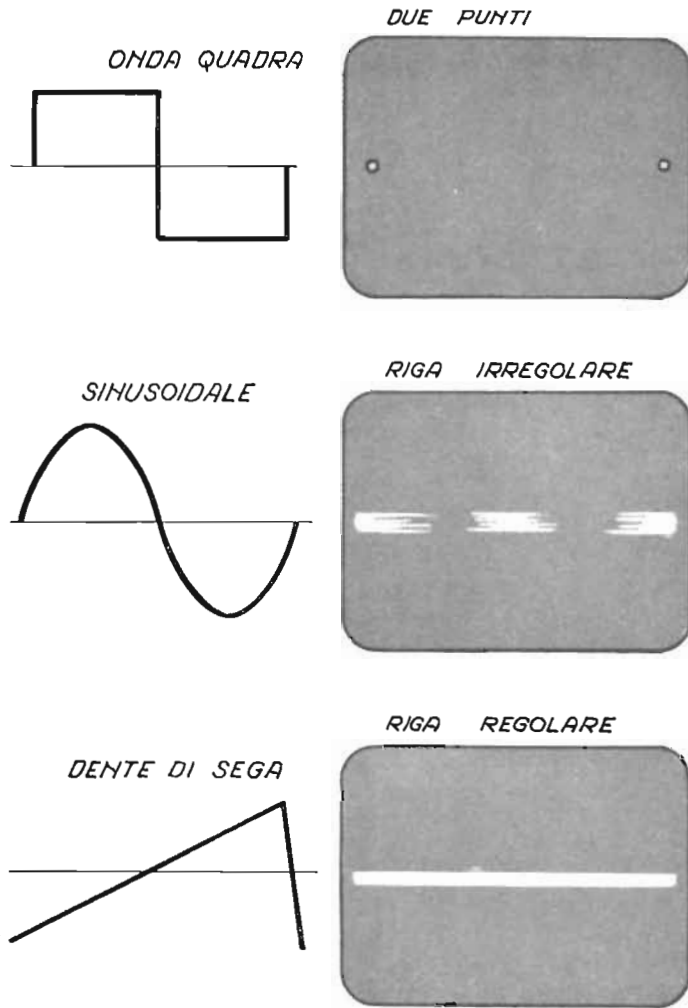 DUE PUNTI
ONDA QUADRA
RIGA IRREGOLARE
SINUSOIDALE
RIGA REGOLARE
DENTE DI SEGA